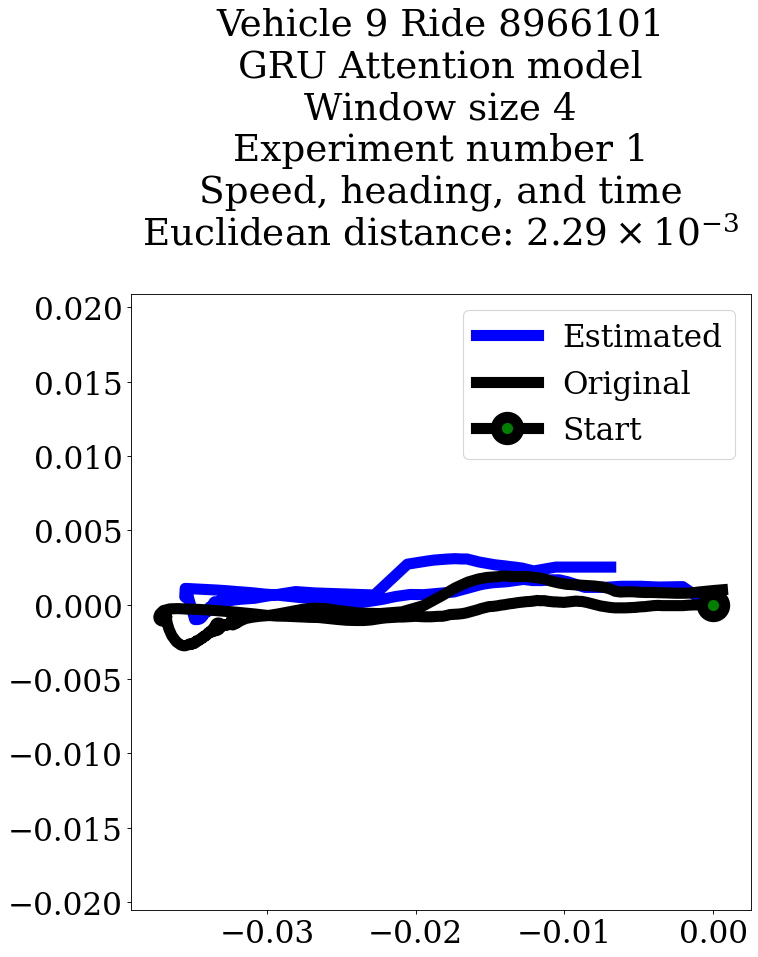 Vehicle 9 Ride 8966101
GRU Attention model
Window size 4
Experiment number 1
Speed, heading, and time
Euclidean distance: 2.29 × 10⁻³
Estimated
Original
Start
0.020
0.015
0.010
0.005
0.000
−0.005
−0.010
−0.015
−0.020
−0.03 −0.02 −0.01 0.00